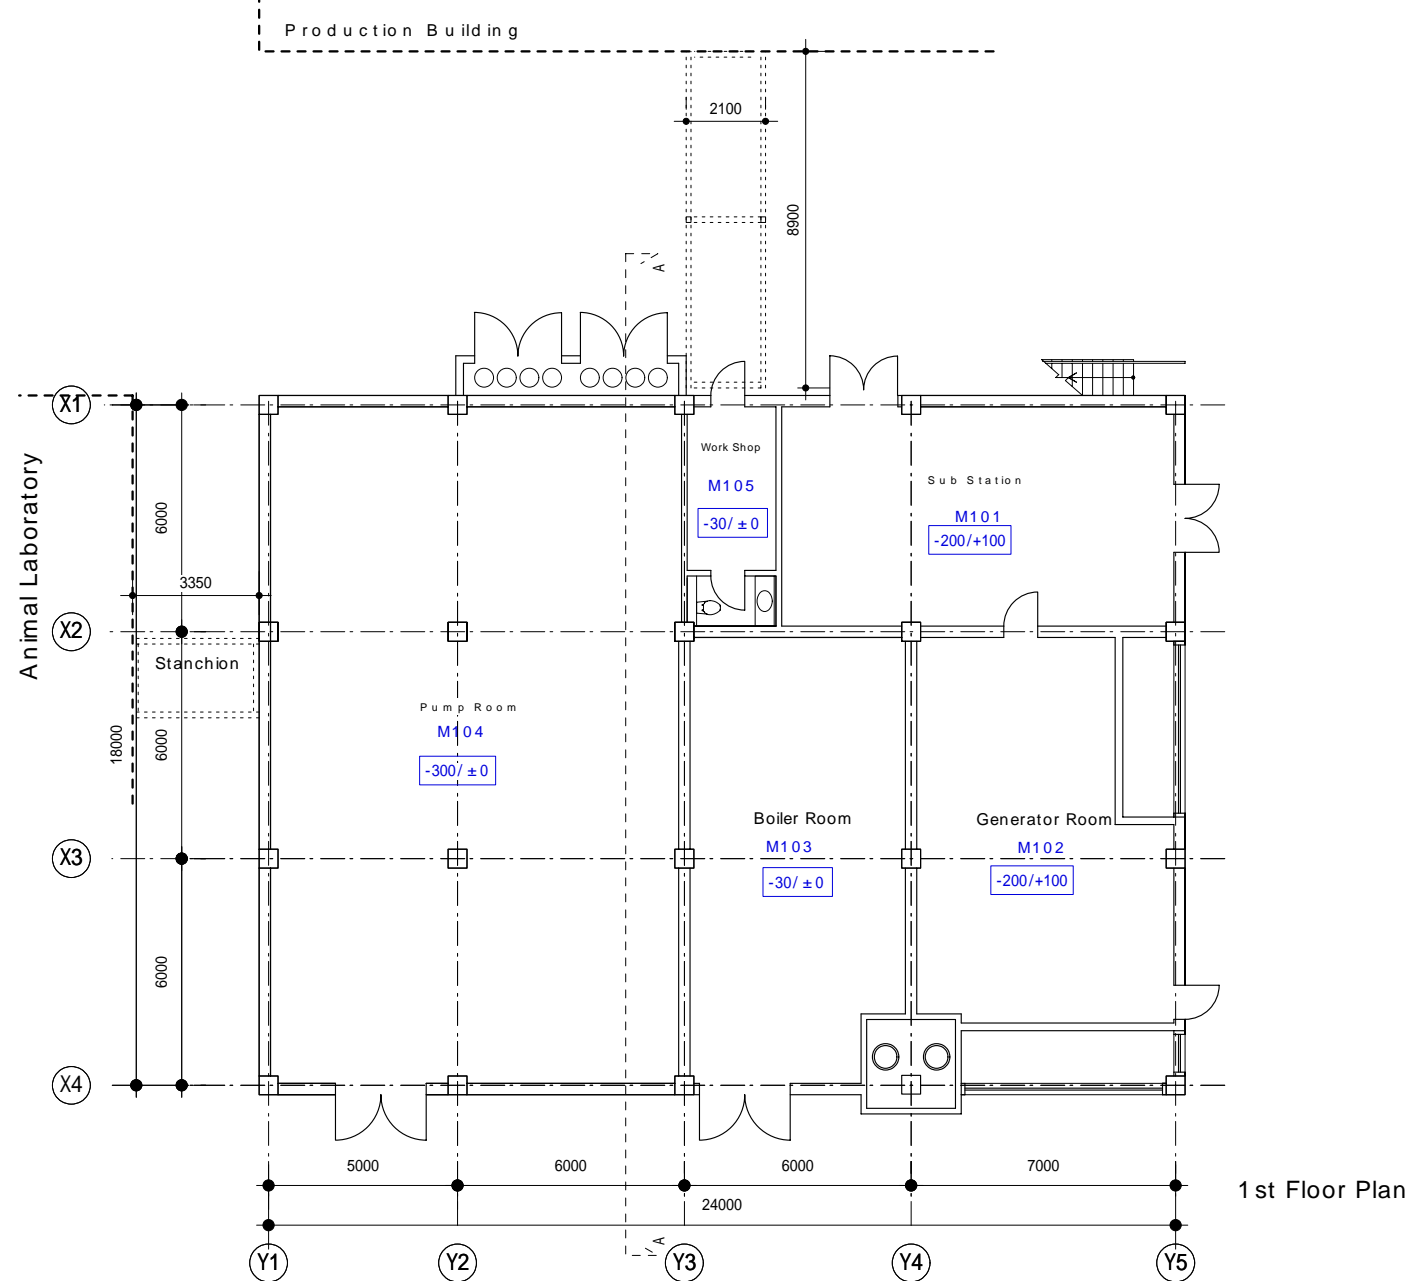 Production Building
2100
8900
A
X1
Animal Laboratory
6000
Work Shop
M105
-30/ ±0
Sub Station
M101
-200/+100
3350
X2
Stanchion
Pump Room
M104
-300/ ±0
18000
6000
Boiler Room
M103
-30/ ±0
Generator Room
M102
-200/+100
X3
6000
X4
5000
6000
6000
7000
24000
1st Floor Plan
A
Y1
Y2
Y3
Y4
Y5